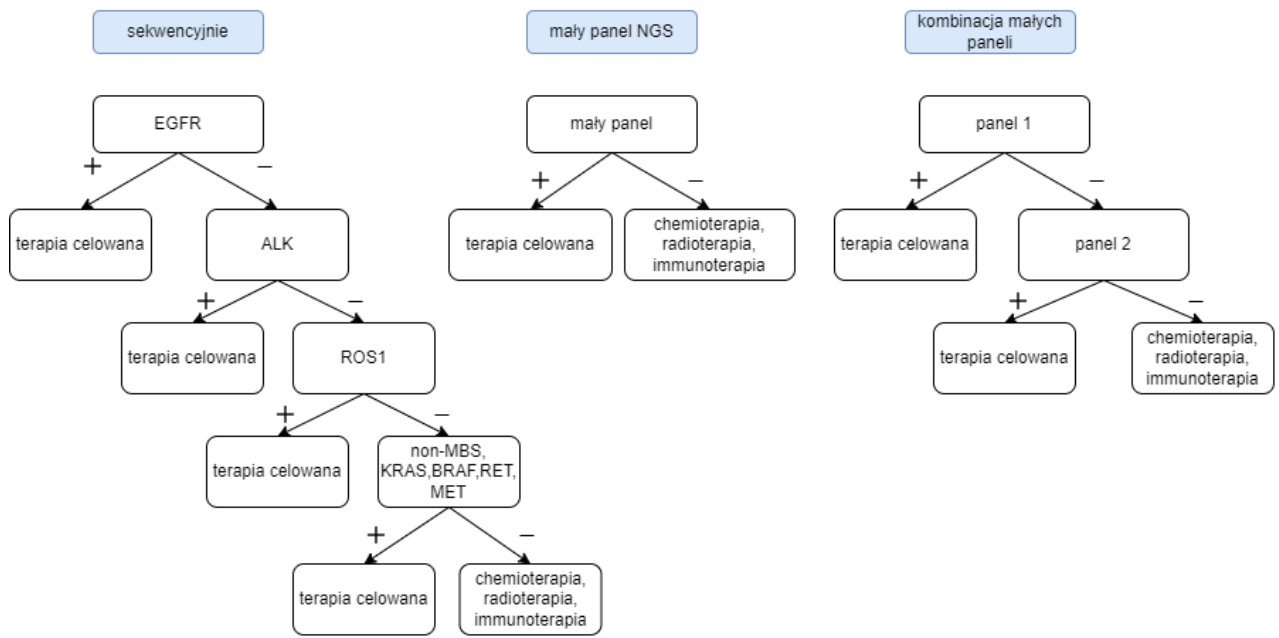 sekwencyjnie
EGFR
+
−
terapia celowana
ALK
+
−
terapia celowana
ROS1
+
−
terapia celowana
non-MBS,
KRAS,BRAF,RET,
MET
+
−
terapia celowana
chemioterapia,
radioterapia,
immunoterapia
mały panel NGS
mały panel
+
−
terapia celowana
chemioterapia,
radioterapia,
immunoterapia
kombinacja małych
paneli
panel 1
+
−
terapia celowana
panel 2
+
−
terapia celowana
chemioterapia,
radioterapia,
immunoterapia